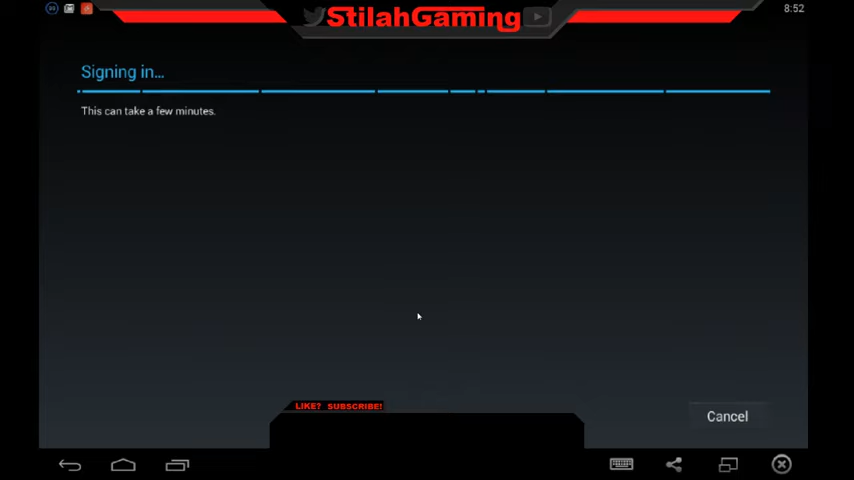 StilahGaming
8:52
Signing in...
This can take a few minutes.
LIKE? SUBSCRIBE!
Cancel